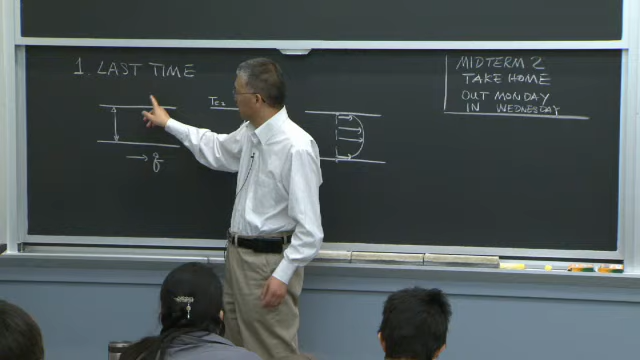 1. LAST TIME
MIDTERM 2
TAKE HOME
OUT MONDAY
IN WEDNESDAY